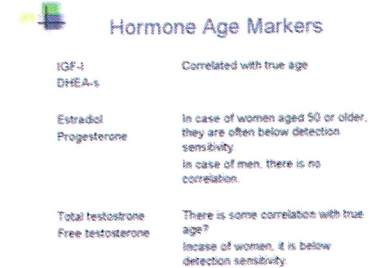 Hormone Age Markers
IGF-I
DHEA-s
Correlated with true age
Estradiol
Progesterone
In case of women aged 50 or older,
they are often below detection
sensitivity
In case of men, there is no
correlation.
Total testostrone
Free testosterone
There is some correlation with true
age?
Incase of women, it is below
detection sensitivity